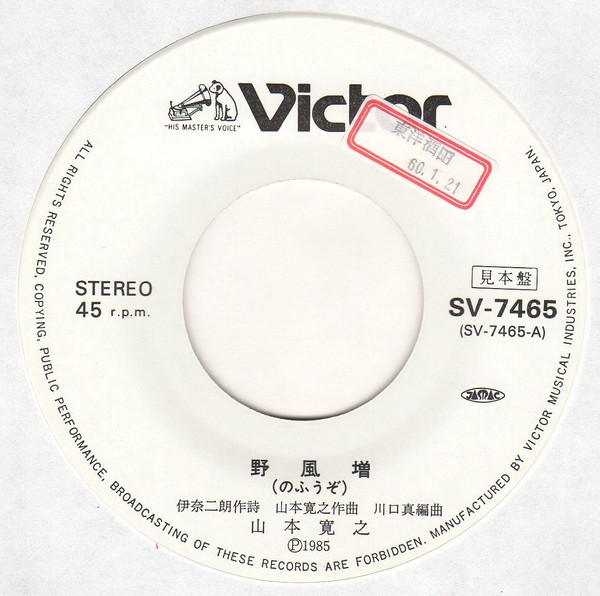 "HIS MASTER'S VOICE"
Victor
東洋酒田
60.1.21
STEREO
45 r.p.m.
見本盤
SV-7465
(SV-7465-A)
JASRAC
野風増
(のふうぞ)
伊奈二朗作詩 山本寛之作曲 川口真編曲
山本寛之
Ⓟ1985
ALL RIGHTS RESERVED. COPYING, PUBLIC PERFORMANCE, BROADCASTING OF THESE RECORDS ARE FORBIDDEN. MANUFACTURED BY VICTOR MUSICAL INDUSTRIES, INC., TOKYO, JAPAN.